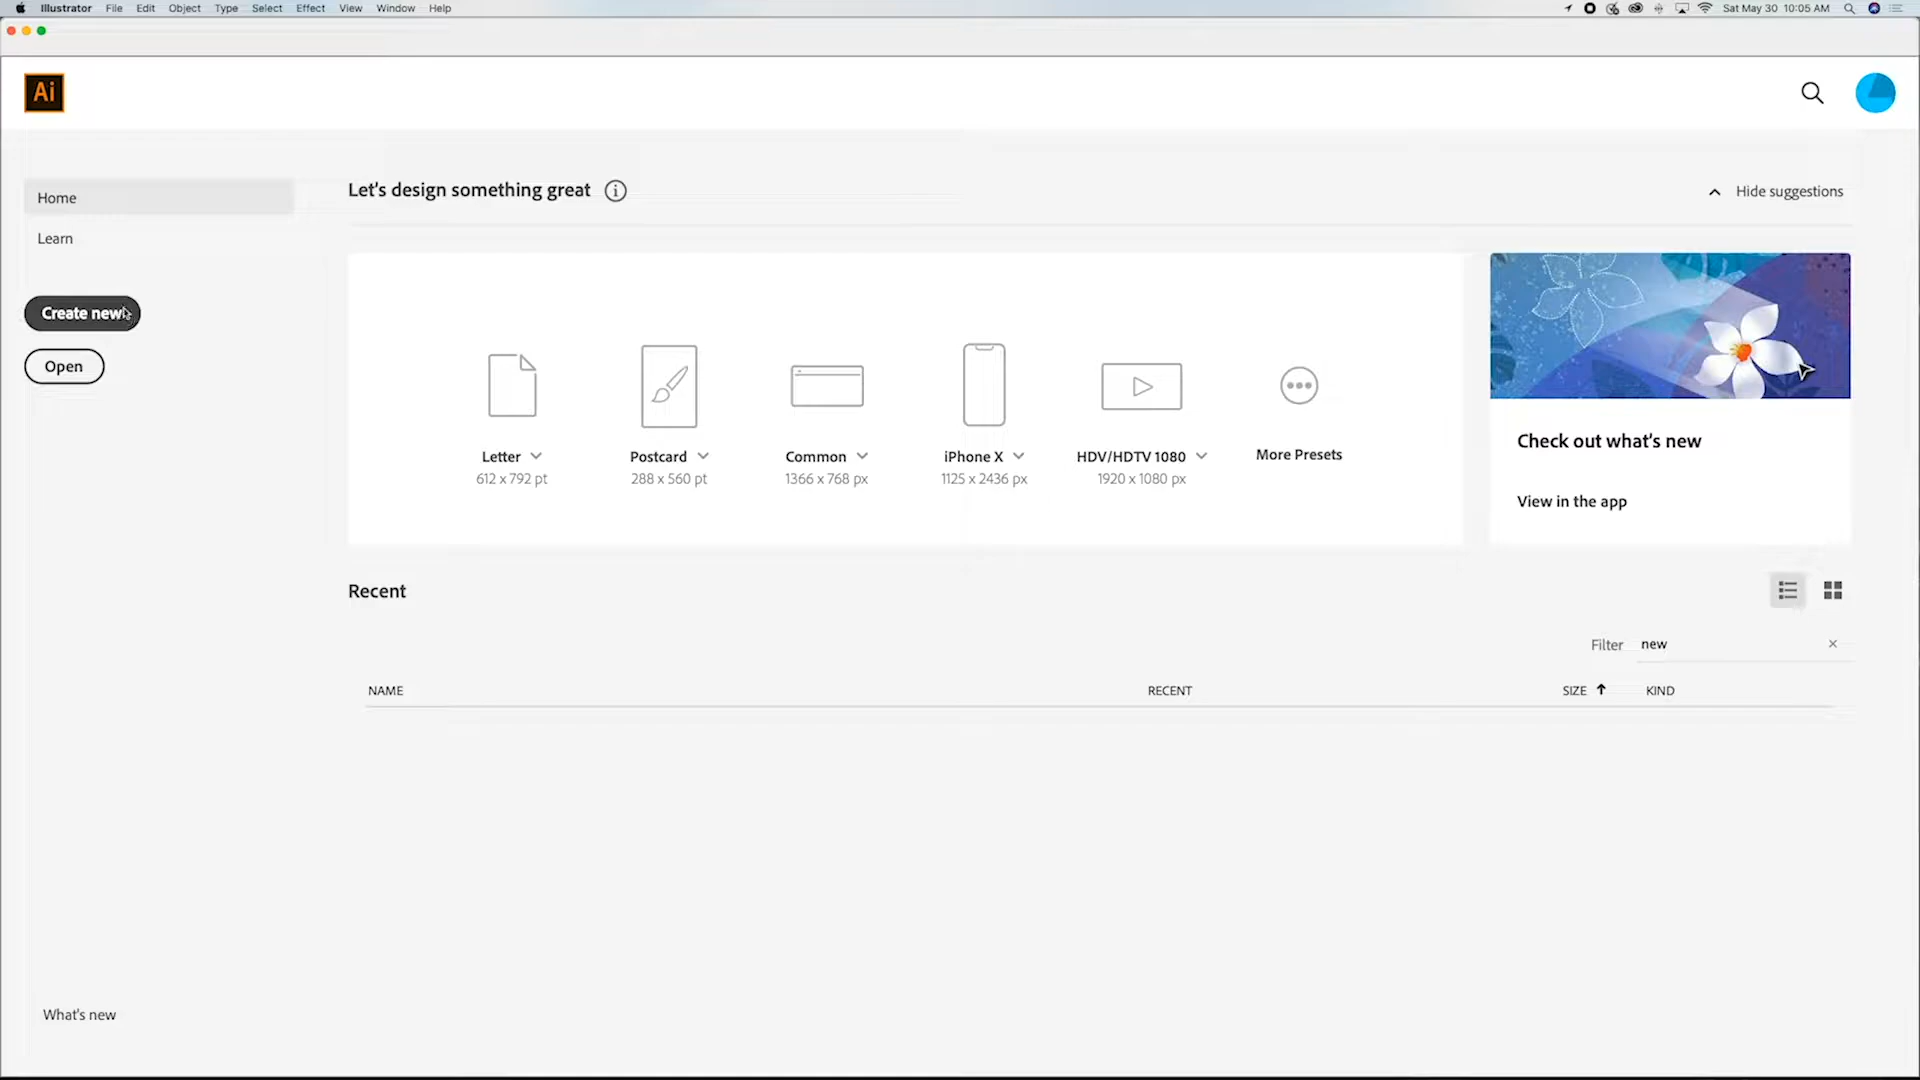 Illustrator File Edit Object Type Select Effect View Window Help
Sat May 30 10:05 AM
Ai
Home
Learn
Create new
Open
Let's design something great
Hide suggestions
Letter
612 x 792 pt
Postcard
288 x 560 pt
Common
1366 x 768 px
iPhone X
1125 x 2436 px
HDV/HDTV 1080
1920 x 1080 px
More Presets
Check out what's new
View in the app
Recent
Filter new
NAME RECENT SIZE KIND
What's new